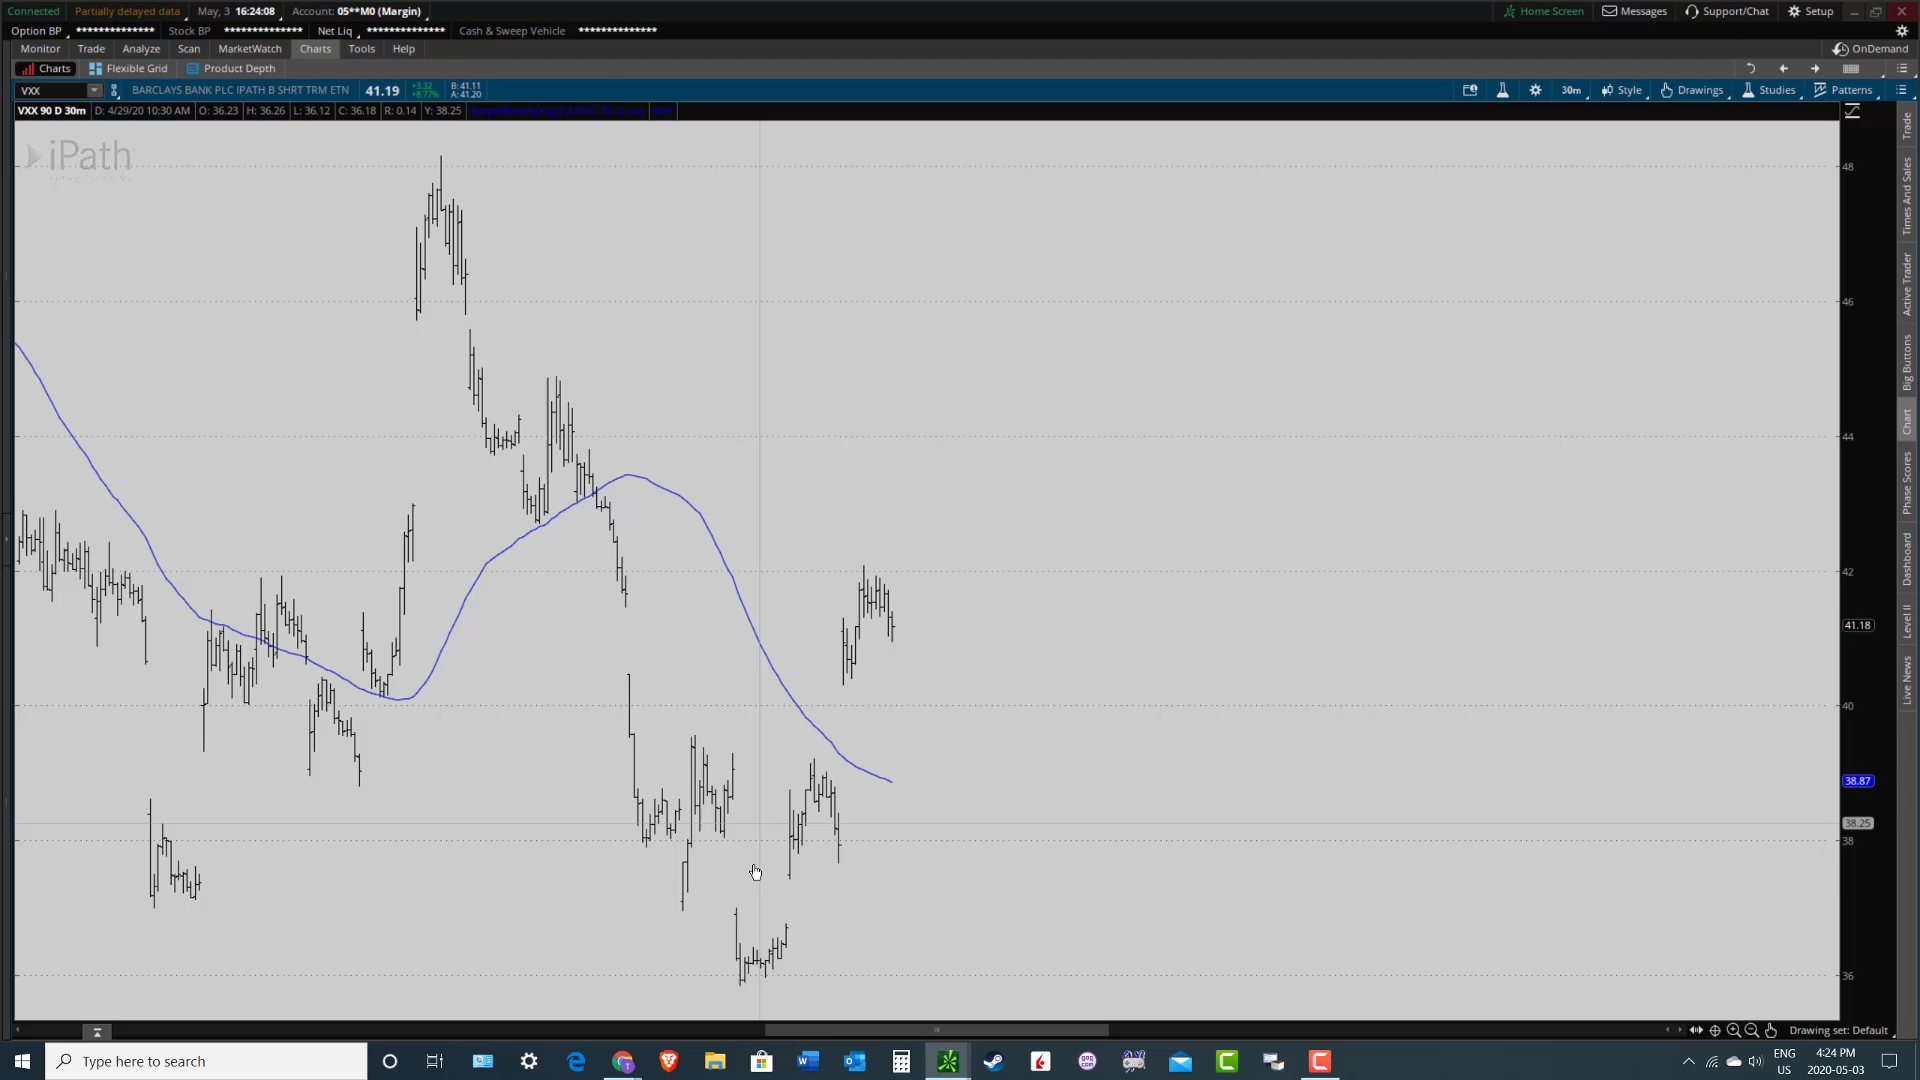 Connected Partially delayed data May, 3 16:24:08 Account: 05**M0 (Margin) Home Screen Messages Support/Chat Setup
Option BP ************** Stock BP ************** Net Liq ************** Cash & Sweep Vehicle **************
Monitor Trade Analyze Scan MarketWatch Charts Tools Help OnDemand
Charts Flexible Grid Product Depth
VXX BARCLAYS BANK PLC IPATH B SHRT TRM ETN 41.19 +3.32 +8.77% B: 41.11 A: 41.20 30m Style Drawings Studies Patterns
VXX 90 D 30m D: 4/29/20 10:30 AM O: 36.23 H: 36.26 L: 36.12 C: 36.18 R: 0.14 Y: 38.25
iPath
48
46
44
42
41.18
40
38.87
38.25
38
36
Trade
Times And Sales
Active Trader
Big Buttons
Chart
Phase Scores
Dashboard
Level II
Live News
Drawing set: Default
Type here to search
ENG
US
4:24 PM
2020-05-03